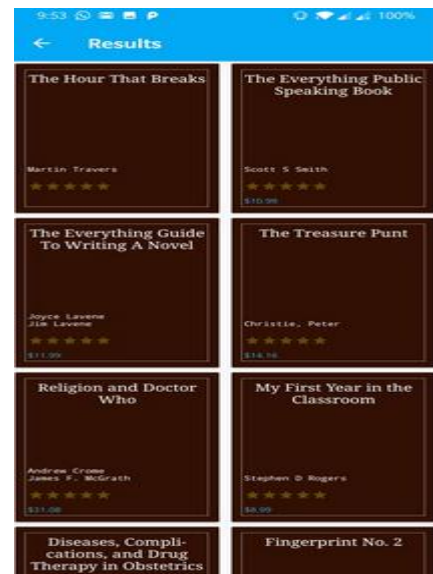 9:53 100%
Results
The Hour That Breaks
Martin Travers
The Everything Public
Speaking Book
Scott S Smith
$10.99
The Everything Guide
To Writing A Novel
Joyce Lavene
Jim Lavene
$11.99
The Treasure Punt
Christie, Peter
$14.16
Religion and Doctor
Who
Andrew Crome
James F. McGrath
$31.08
My First Year in the
Classroom
Stephen D Rogers
$8.99
Diseases, Compli-
cations, and Drug
Therapy in Obstetrics
Fingerprint No. 2